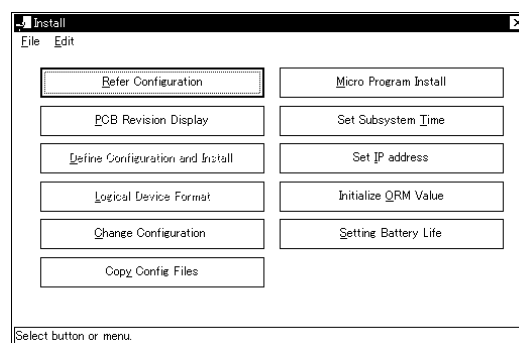 Install
File Edit
Refer Configuration
PCB Revision Display
Define Configuration and Install
Logical Device Format
Change Configuration
Copy Config Files
Micro Program Install
Set Subsystem Time
Set IP address
Initialize ORM Value
Setting Battery Life
Select button or menu.